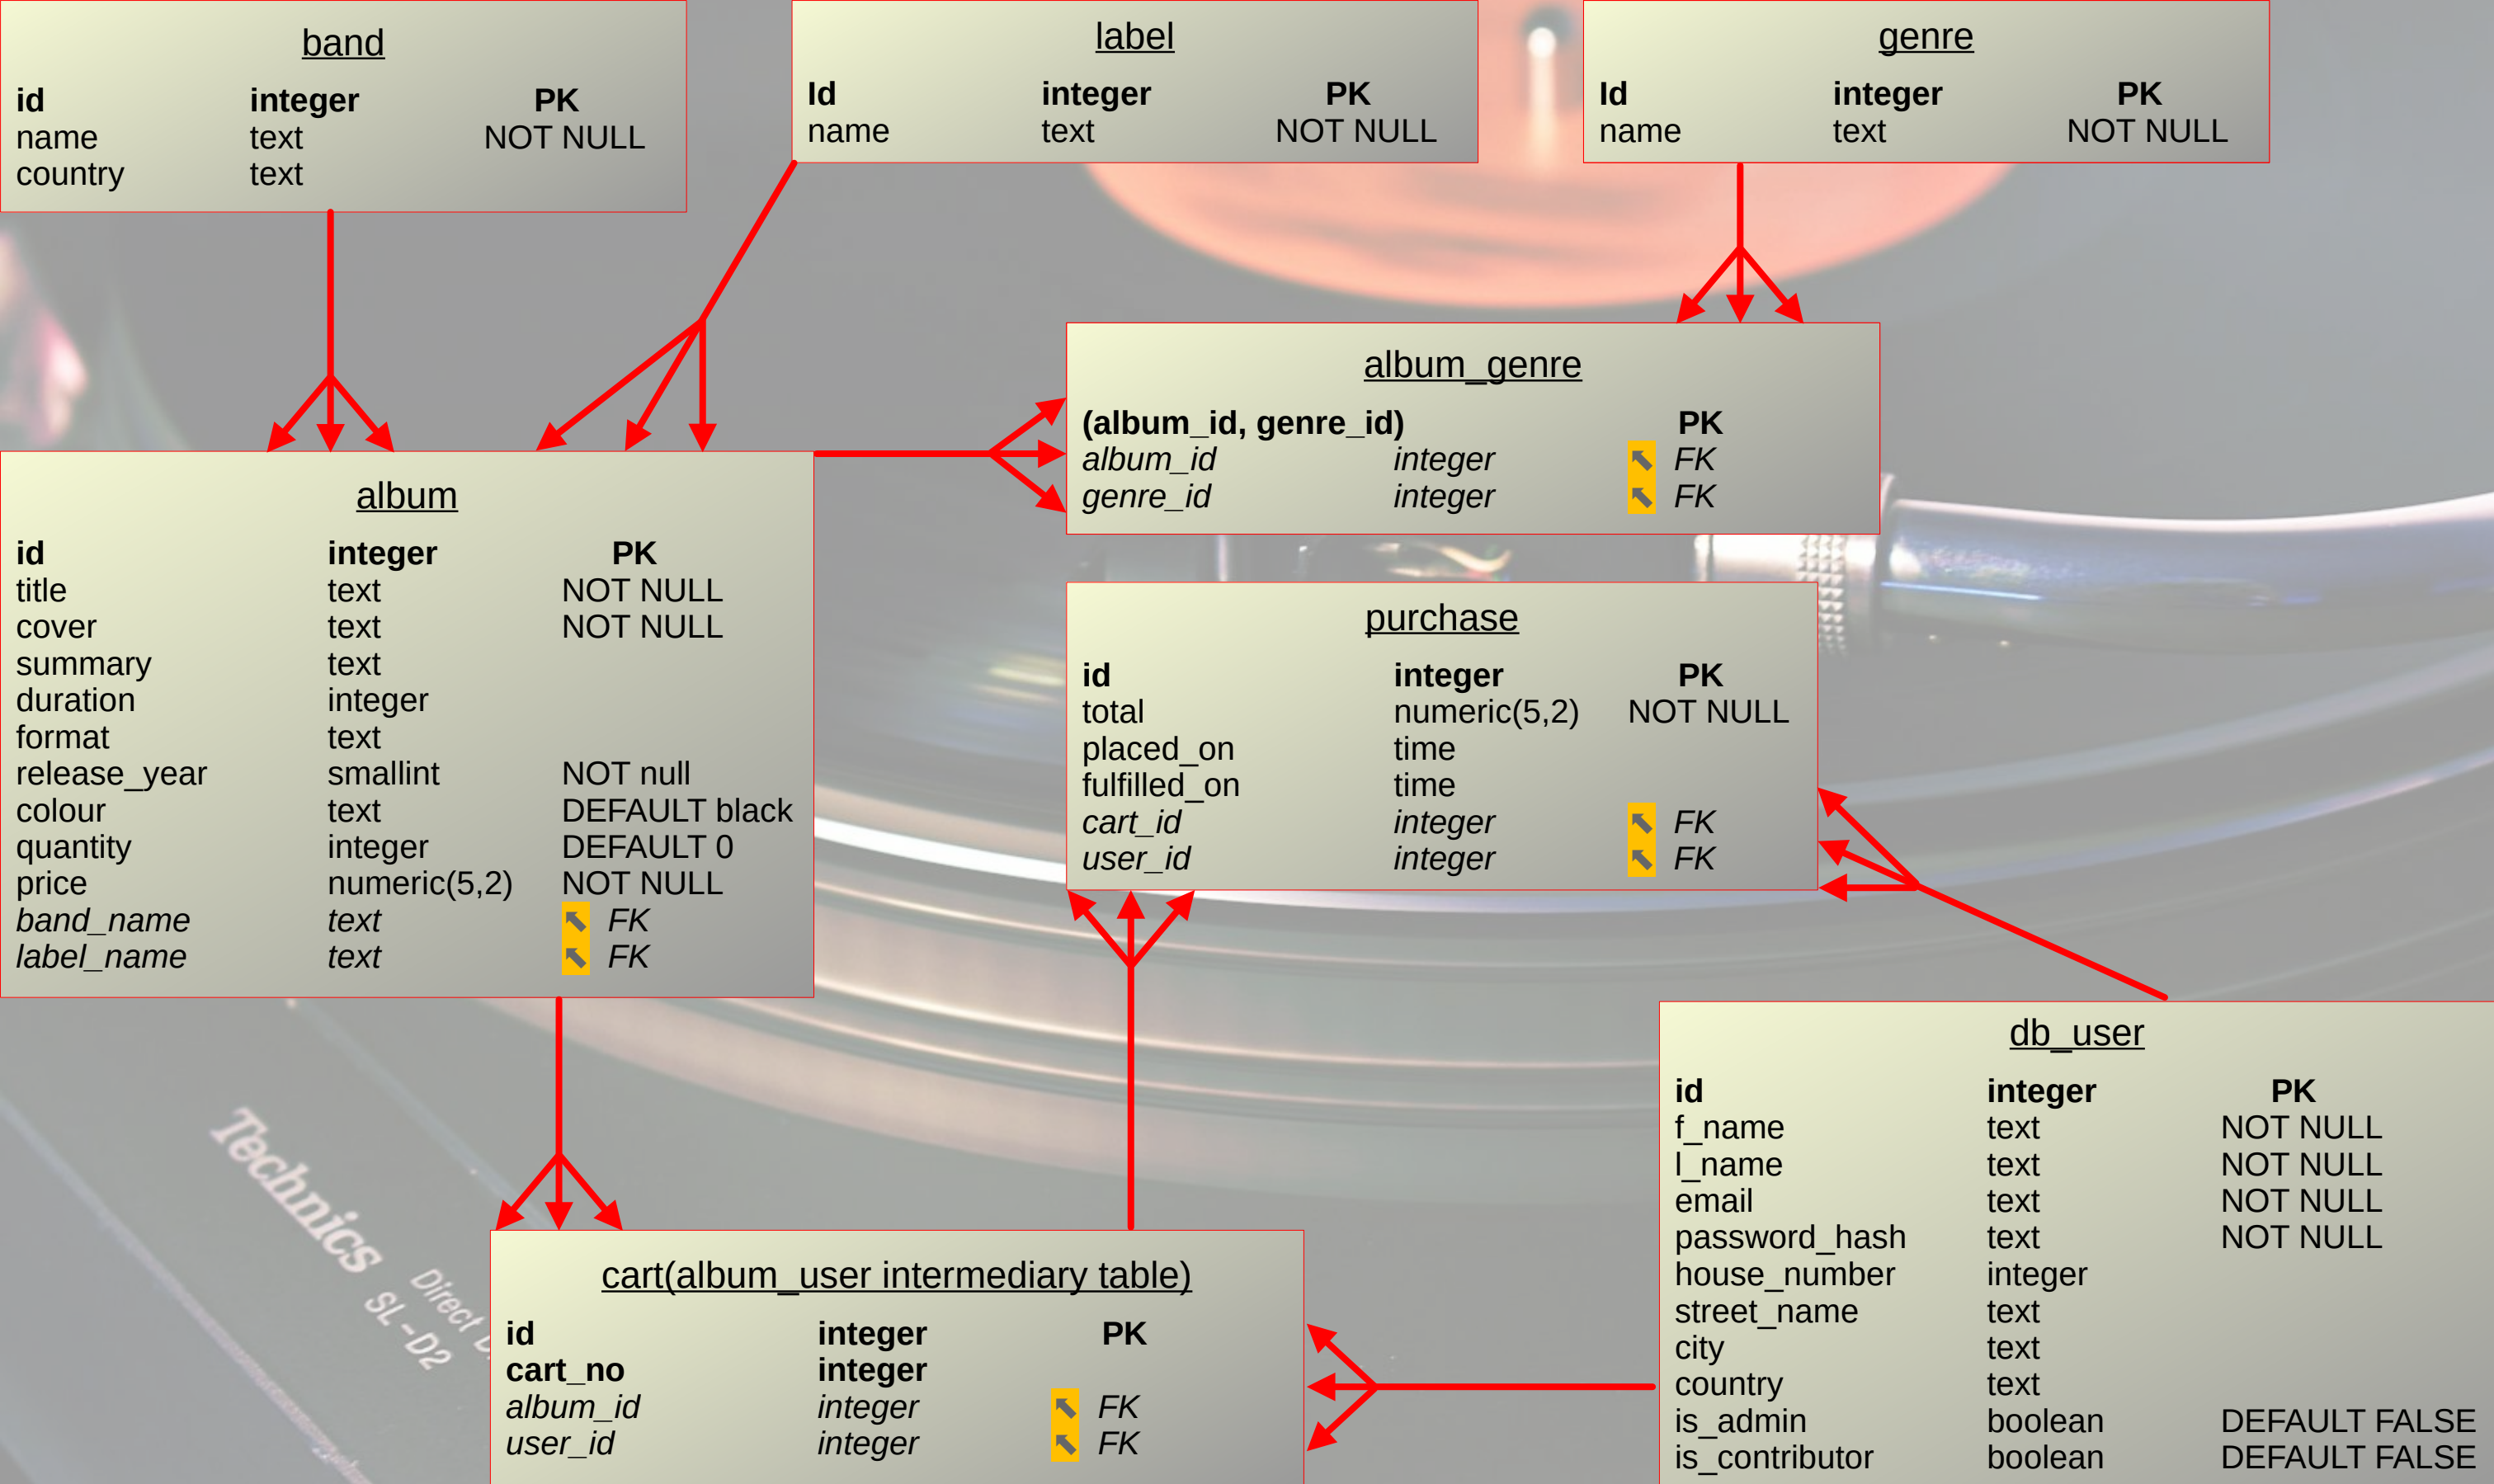 band
id integer PK
name text NOT NULL
country text
label
Id integer PK
name text NOT NULL
genre
Id integer PK
name text NOT NULL
album_genre
(album_id, genre_id) PK
album_id integer FK
genre_id integer FK
album
id integer PK
title text NOT NULL
cover text NOT NULL
summary text
duration integer
format text
release_year smallint NOT null
colour text DEFAULT black
quantity integer DEFAULT 0
price numeric(5,2) NOT NULL
band_name text FK
label_name text FK
purchase
id integer PK
total numeric(5,2) NOT NULL
placed_on time
fulfilled_on time
cart_id integer FK
user_id integer FK
db_user
id integer PK
f_name text NOT NULL
l_name text NOT NULL
email text NOT NULL
password_hash text NOT NULL
house_number integer
street_name text
city text
country text
is_admin boolean DEFAULT FALSE
is_contributor boolean DEFAULT FALSE
cart(album_user intermediary table)
id integer PK
cart_no integer
album_id integer FK
user_id integer FK
Technics
Direct
SL-D2